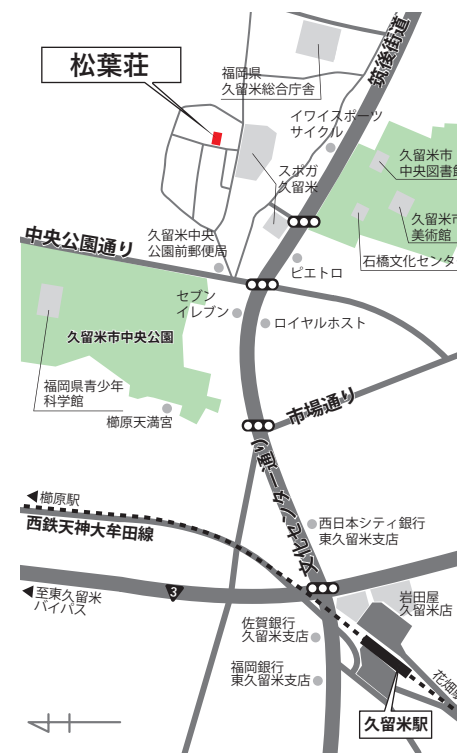 松葉荘
福岡県
久留米総合庁舎
筑後街道
イワイスポーツ
サイクル
久留米市
中央図書館
スポガ
久留米
久留米市
美術館
中央公園通り
久留米中央
公園前郵便局
石橋文化センタ
ピエトロ
セブン
イレブン
ロイヤルホスト
久留米市中央公園
福岡県青少年
科学館
櫛原天満宮
市場通り
文化センター通り
櫛原駅
西鉄天神大牟田線
西日本シティ銀行
東久留米支店
3
至東久留米
バイパス
岩田屋
久留米店
佐賀銀行
久留米支店
福岡銀行
東久留米支店
花畑駅
久留米駅